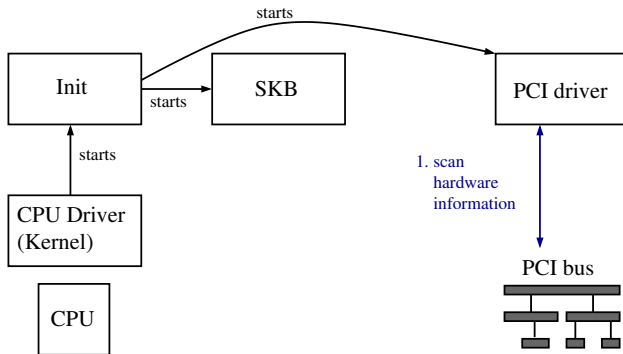 starts
Init
starts
SKB
PCI driver
starts
1. scan
hardware
information
CPU Driver
(Kernel)
PCI bus
CPU